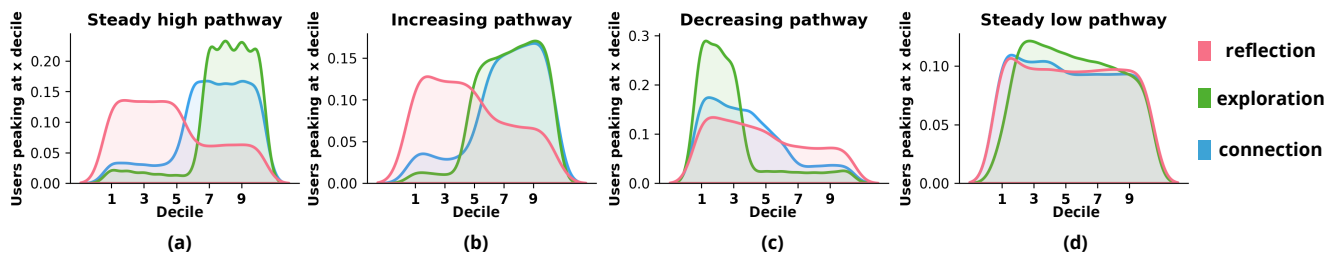 Steady high pathway
Users peaking at x decile
0.20
0.15
0.10
0.05
0.00
1 3 5 7 9
Decile
(a)
Increasing pathway
Users peaking at x decile
0.15
0.10
0.05
0.00
1 3 5 7 9
Decile
(b)
Decreasing pathway
Users peaking at x decile
0.3
0.2
0.1
0.0
1 3 5 7 9
Decile
(c)
Steady low pathway
Users peaking at x decile
0.10
0.05
0.00
1 3 5 7 9
Decile
(d)
reflection
exploration
connection